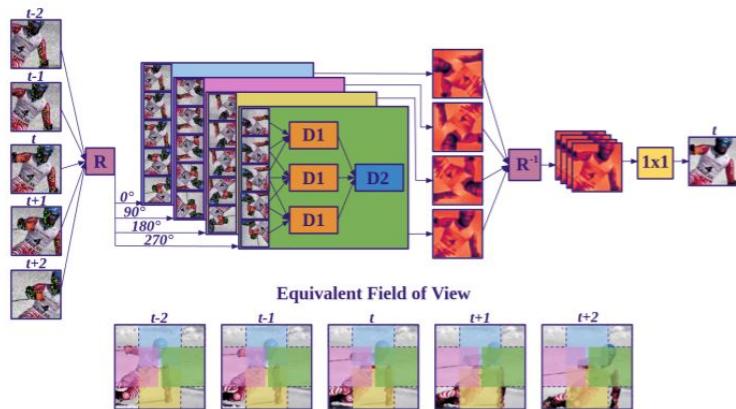 t-2
t-1
t
t+1
t+2
R
0°
90°
180°
270°
D1
D1
D1
D2
R⁻¹
1x1
t
Equivalent Field of View
t-2 t-1 t t+1 t+2